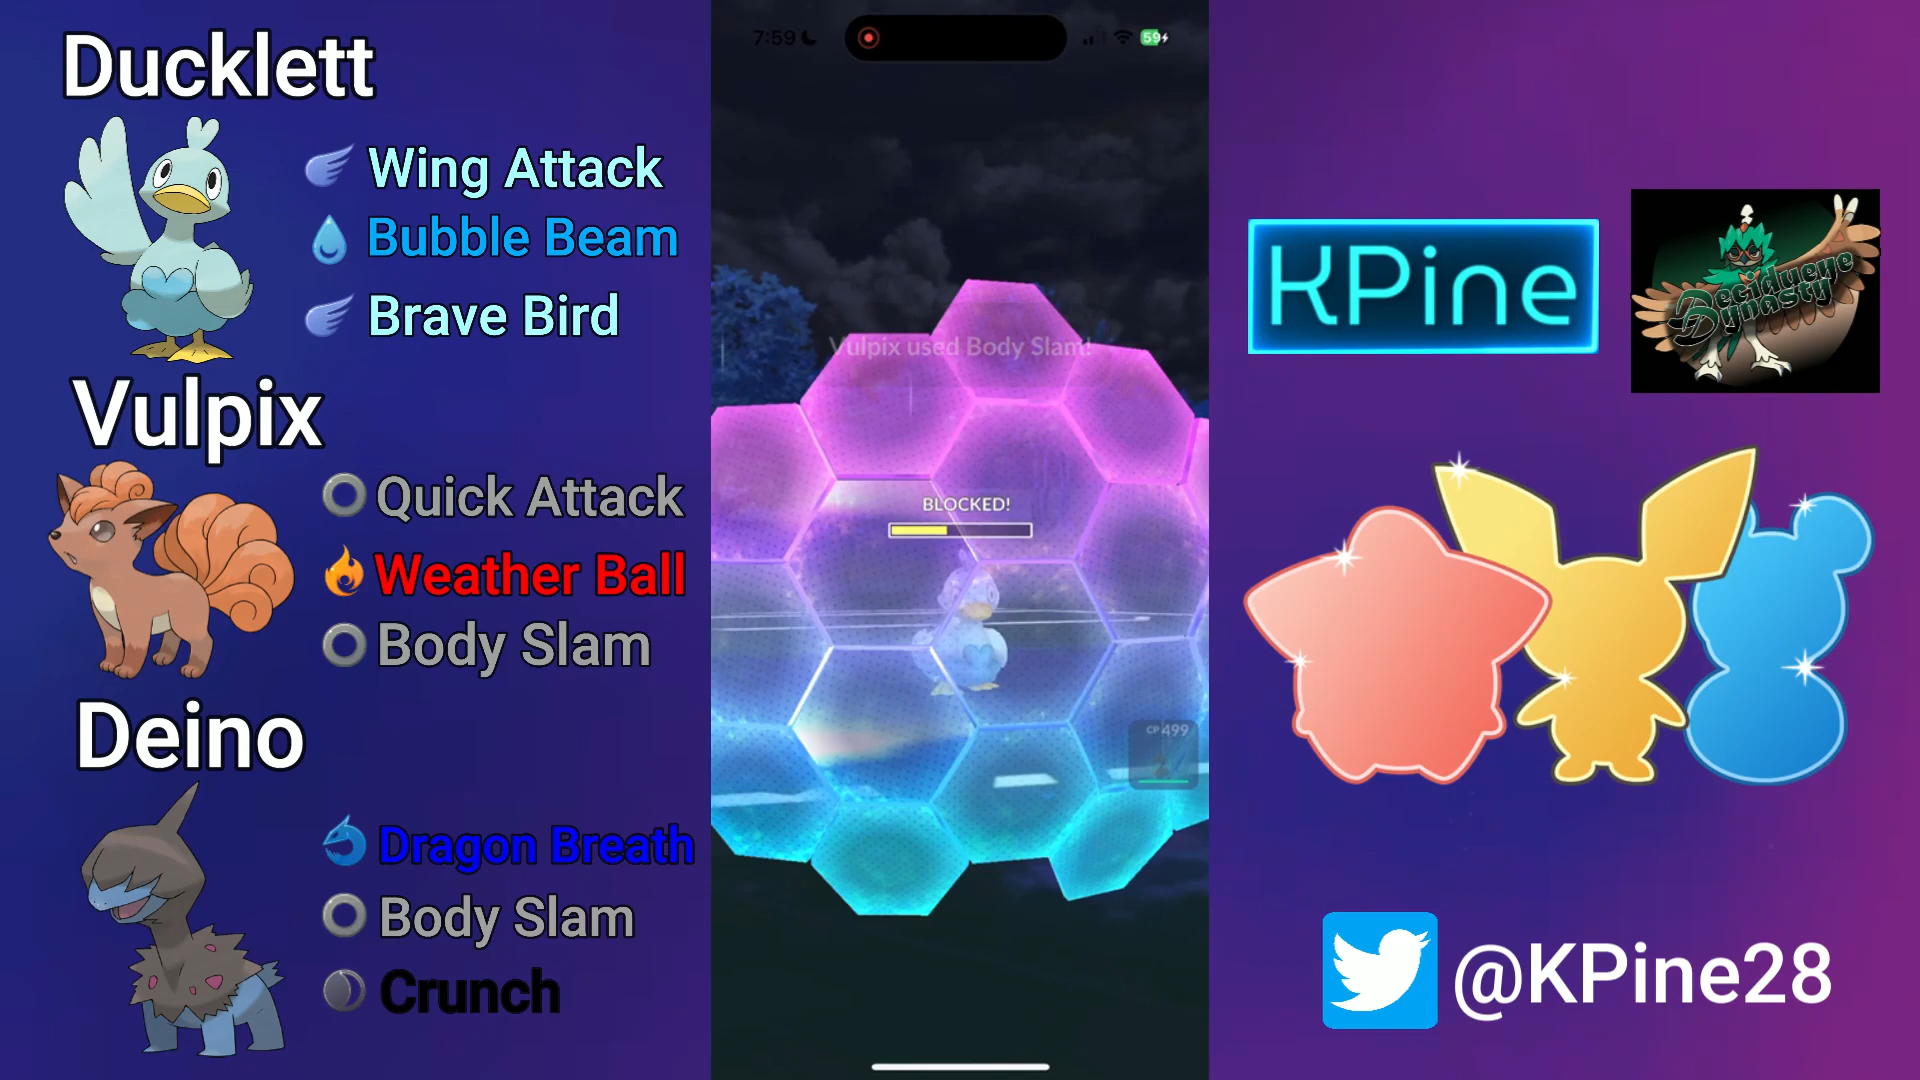 Ducklett
Wing Attack
Bubble Beam
Brave Bird
Vulpix
Quick Attack
Weather Ball
Body Slam
Deino
Dragon Breath
Body Slam
Crunch
7:59
59
Vulpix used Body Slam!
BLOCKED!
CP 499
KPine
Decidueye
Dynasty
@KPine28